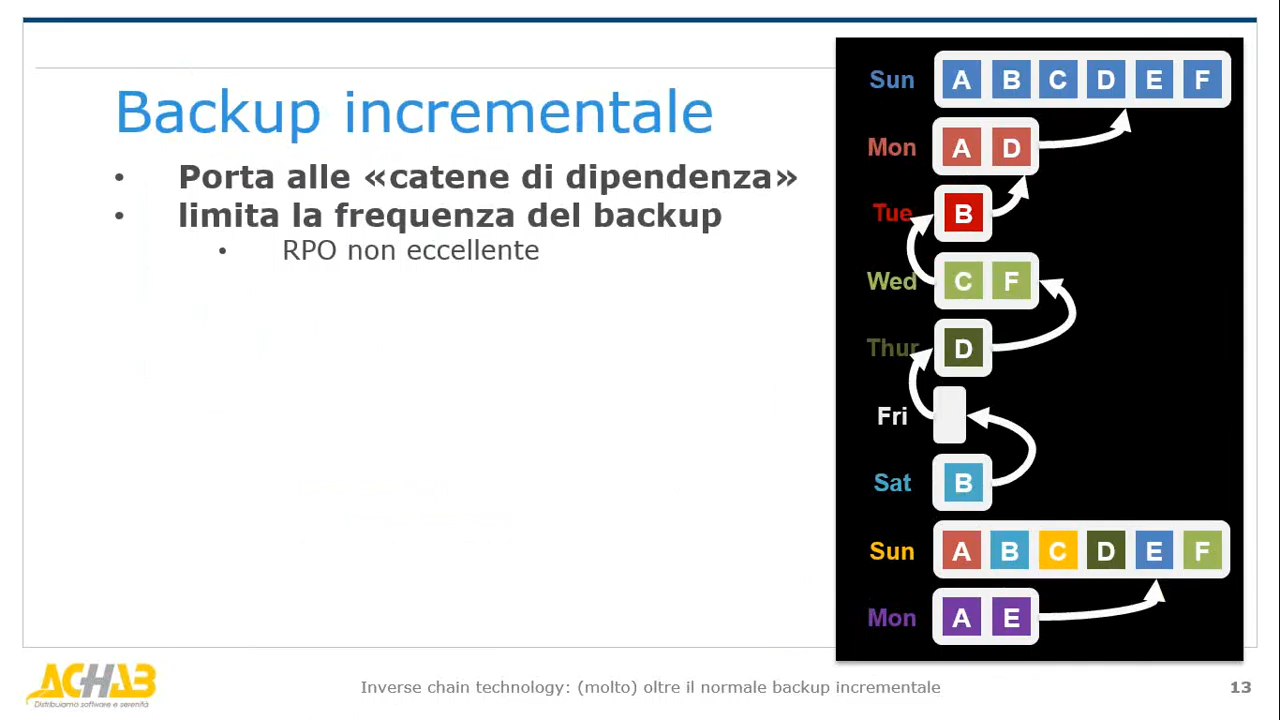 Backup incrementale
• Porta alle «catene di dipendenza»
• limita la frequenza del backup
• RPO non eccellente
Sun A B C D E F
Mon A D
Tue B
Wed C F
Thur D
Fri
Sat B
Sun A B C D E F
Mon A E
ACHAB
Distribuiamo software e serenità
Inverse chain technology: (molto) oltre il normale backup incrementale
13